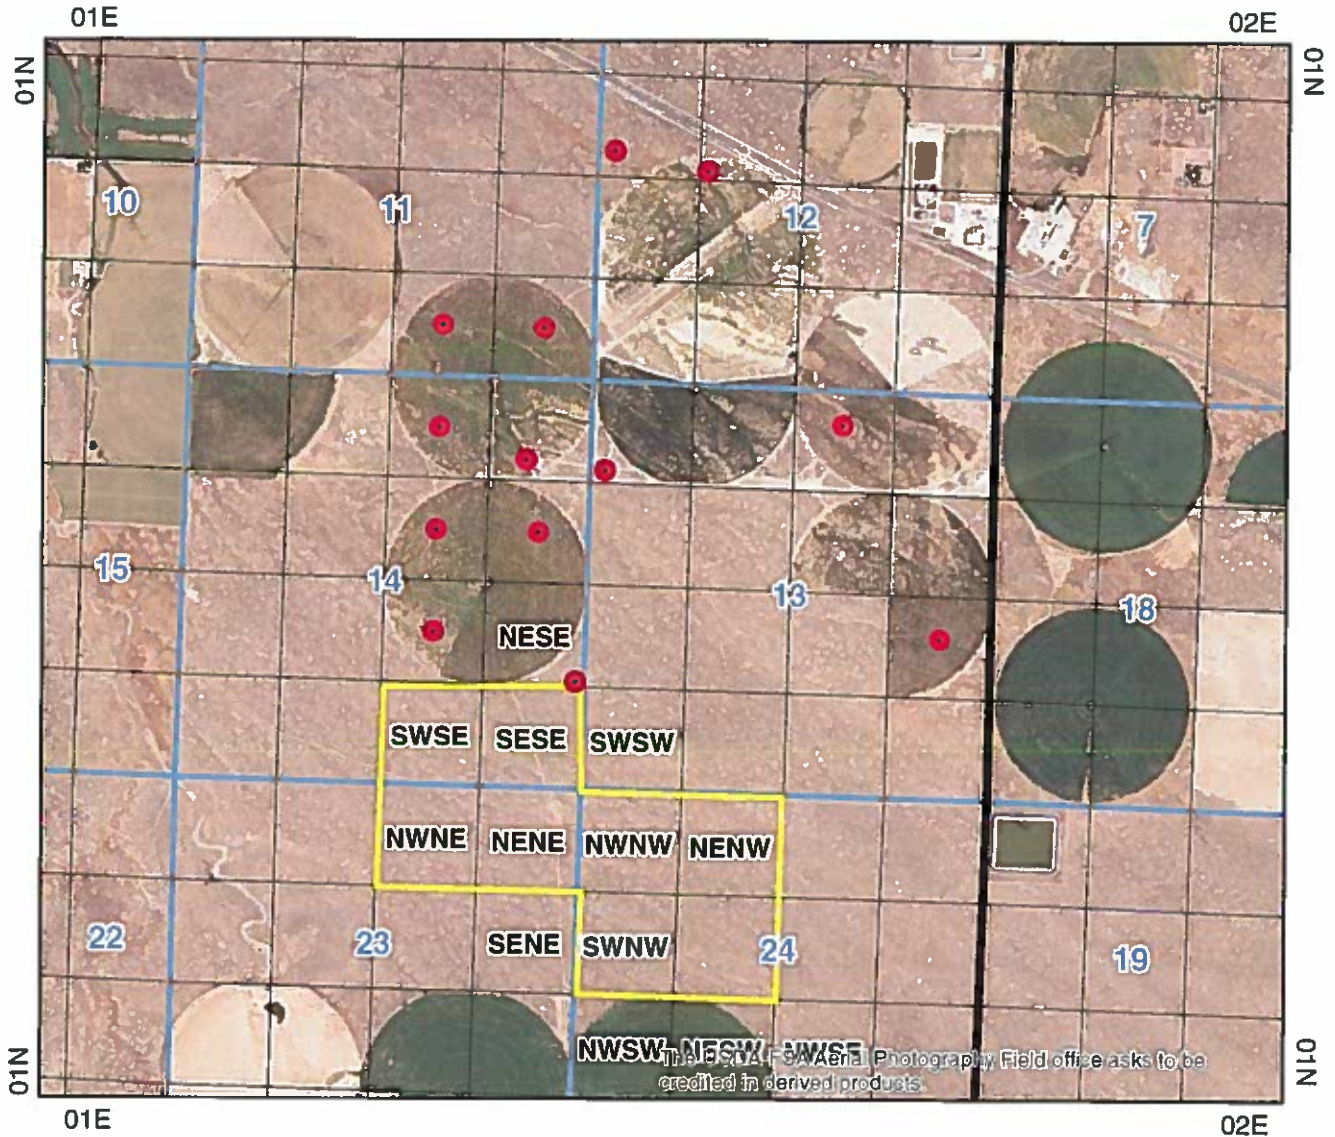 01E
02E
01N
01N
10
11
12
7
15
14
13
18
NESE
SWSE SESE SWSW
NWNE NENE NWNW NENW
22
23
SENE SWNW
24
19
NWSW NESW NWSE
The USDA-FSA Aerial Photography Field office asks to be
credited in derived products.
01N
01N
01E
02E